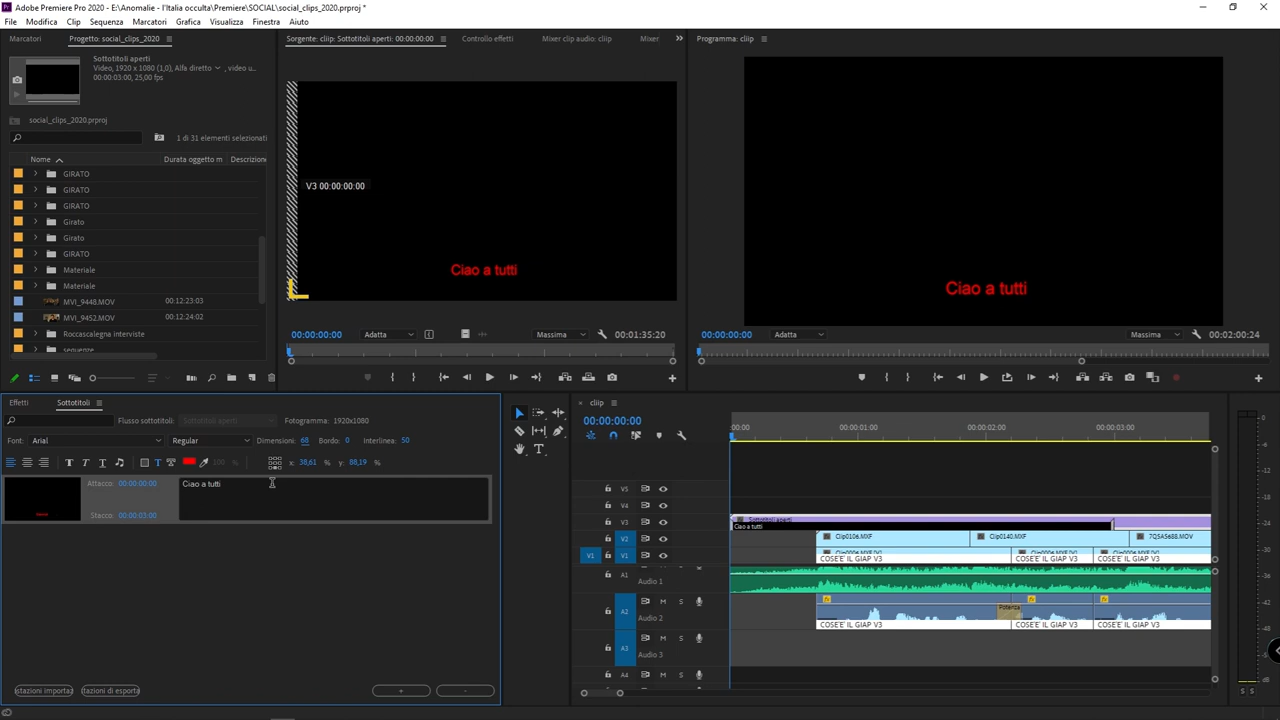 Adobe Premiere Pro 2020 - E:\Anomalie - l'Italia occulta\Premiere\SOCIAL\social_clips_2020.prproj *
File Modifica Clip Sequenza Marcatori Grafica Visualizza Finestra Aiuto
Marcatori Progetto: social_clips_2020
Sottotitoli aperti
Video, 1920 x 1080 (1,0), Alfa diretto , video u...
00:00:03:00, 25,00 fps
social_clips_2020.prproj
1 di 31 elementi selezionati
Nome Durata oggetto m Descrizione
GIRATO
GIRATO
GIRATO
Girato
Girato
GIRATO
Materiale
Materiale
MVI_9448.MOV 00:12:23:03
MVI_9452.MOV 00:12:24:02
Roccascalegna interviste
sequenze
Sorgente: cliip: Sottotitoli aperti: 00:00:00:00 Controllo effetti Mixer clip audio: cliip Mixer
V3 00:00:00:00
Ciao a tutti
00:00:00:00 Adatta Massima 00:01:35:20
Programma: cliip
Ciao a tutti
00:00:00:00 Adatta Massima 00:02:00:24
Effetti Sottotitoli
Flusso sottotitoli: Sottotitoli aperti Fotogramma: 1920x1080
Font: Arial Regular Dimensioni: 68 Bordo: 0 Interlinea: 50
100 % x: 38,61 % y: 88,19 %
Attacco: 00:00:00:00 Ciao a tutti
Stacco: 00:00:03:00
stazioni importaz tazioni di esporta + -
× cliip
00:00:00:00
:00:00 00:00:01:00 00:00:02:00 00:00:03:00
V5
V4
V3 Sottotitoli aperti
Ciao a tutti
V2 Clip0106.MXF Clip0140.MXF 7QSA5688.MOV
V1 V1 Clip0006.MXF [V] Clip0006.MXF [V] Clip0006.MXF [V]
COSE'E' IL GIAP V3 COSE'E' IL GIAP V3 COSE'E' IL GIAP V3
A1 Audio 1
A2 M S Potenza
Audio 2
COSE'E' IL GIAP V3 COSE'E' IL GIAP V3 COSE'E' IL GIAP V3
A3 M S
Audio 3
A4 M S
0
S S